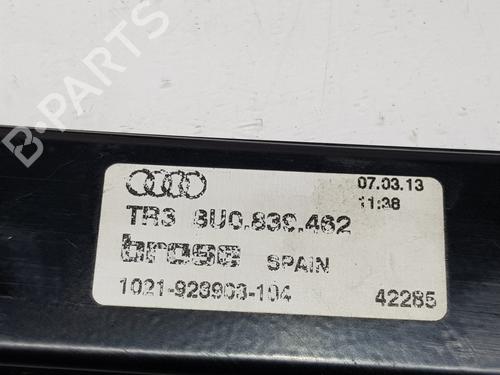 B-PARTS
07.03.13
11:38
TR3 8U0.839.462
brose SPAIN
1021-923903-104 42285